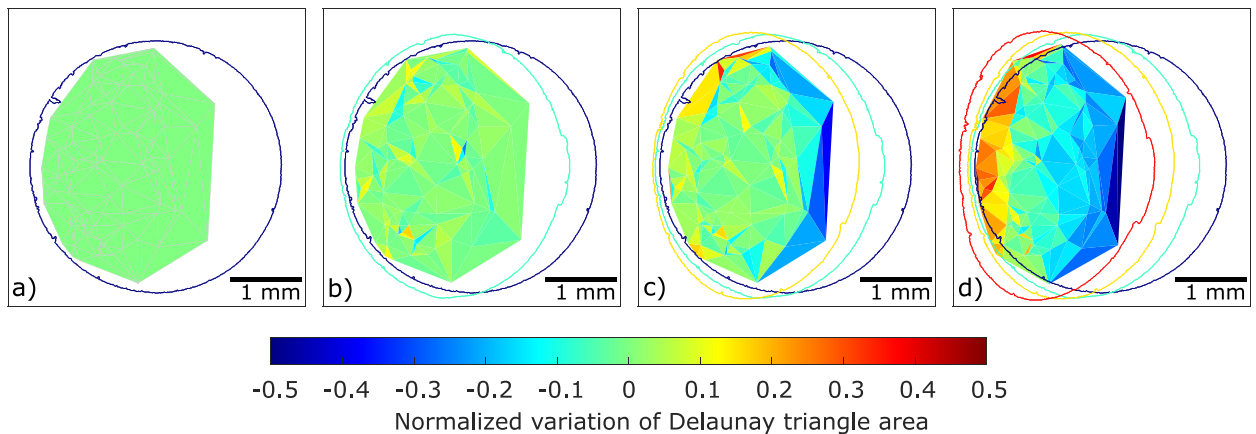 a)
1 mm
b)
1 mm
c)
1 mm
d)
1 mm
-0.5 -0.4 -0.3 -0.2 -0.1 0 0.1 0.2 0.3 0.4 0.5
Normalized variation of Delaunay triangle area